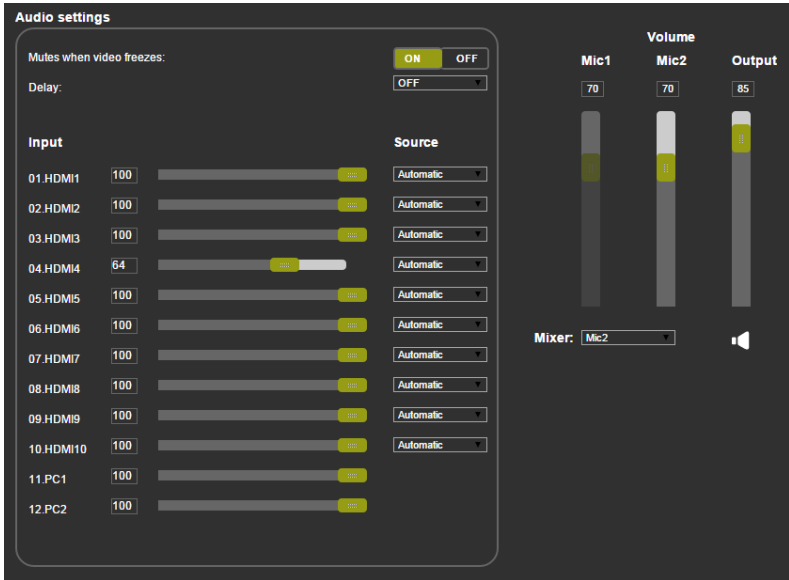 Audio settings
Mutes when video freezes: ON OFF
Delay: OFF
Input Source
01.HDMI1 100 Automatic
02.HDMI2 100 Automatic
03.HDMI3 100 Automatic
04.HDMI4 64 Automatic
05.HDMI5 100 Automatic
06.HDMI6 100 Automatic
07.HDMI7 100 Automatic
08.HDMI8 100 Automatic
09.HDMI9 100 Automatic
10.HDMI10 100 Automatic
11.PC1 100
12.PC2 100
Volume
Mic1 Mic2 Output
70 70 85
Mixer: Mic2